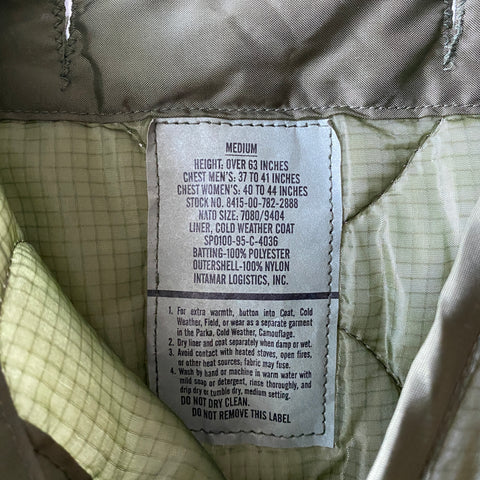 MEDIUM
HEIGHT: OVER 63 INCHES
CHEST MEN'S: 37 TO 41 INCHES
CHEST WOMEN'S: 40 TO 44 INCHES
STOCK NO. 8415-00-782-2888
NATO SIZE: 7080/9404
LINER, COLD WEATHER COAT
SPO100-95-C-4036
BATTING-100% POLYESTER
OUTERSHELL-100% NYLON
INTAMAR LOGISTICS, INC.
1. For extra warmth, button into Coat, Cold
Weather, Field, or wear as a separate garment
in the Parka, Cold Weather, Camouflage.
2. Dry liner and coat separately when damp or wet.
3. Avoid contact with heated stoves, open fires,
or other heat sources; fabric may fuse.
4. Wash by hand or machine in warm water with
mild soap or detergent, rinse thoroughly, and
drip dry or tumble dry, medium setting.
DO NOT DRY CLEAN.
DO NOT REMOVE THIS LABEL